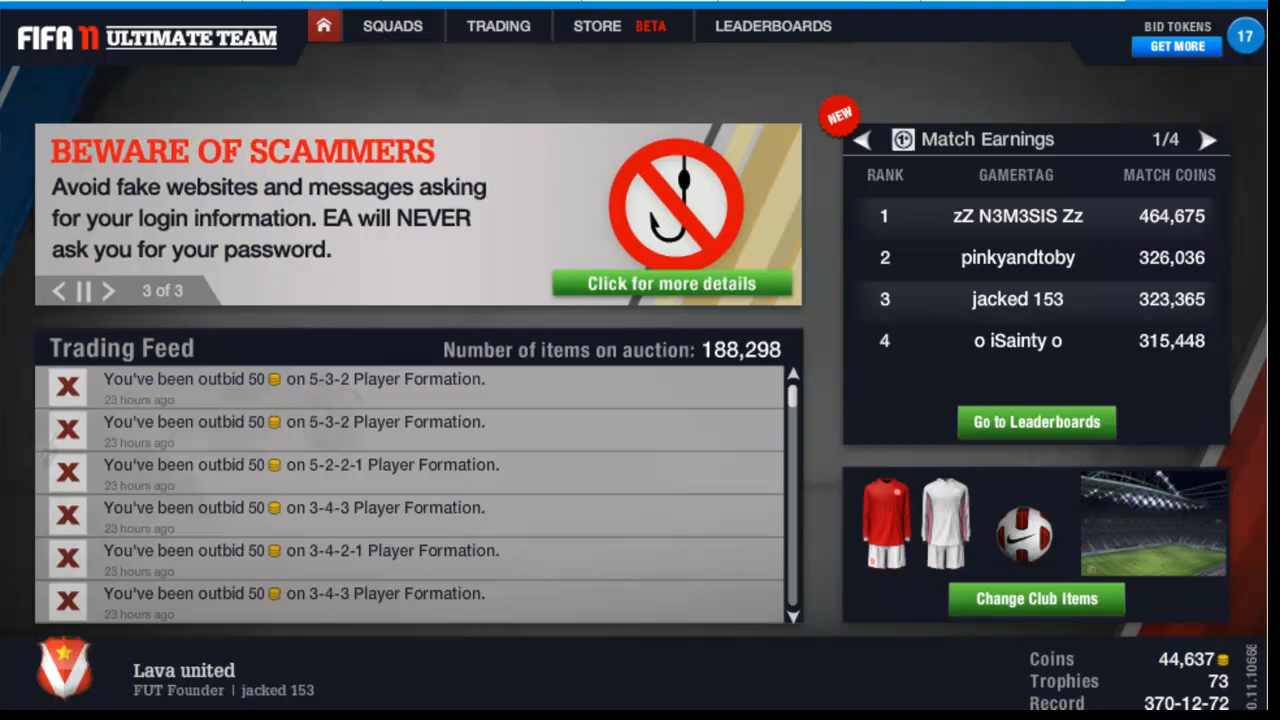 FIFA 11 ULTIMATE TEAM
SQUADS
TRADING
STORE BETA
LEADERBOARDS
BID TOKENS
GET MORE
17
BEWARE OF SCAMMERS
Avoid fake websites and messages asking
for your login information. EA will NEVER
ask you for your password.
Click for more details
3 of 3
NEW
Match Earnings 1/4
RANK GAMERTAG MATCH COINS
1 zZ N3M3SIS Zz 464,675
2 pinkyandtoby 326,036
3 jacked 153 323,365
4 o iSainty o 315,448
Go to Leaderboards
Trading Feed Number of items on auction: 188,298
You've been outbid 50 on 5-3-2 Player Formation.
23 hours ago
You've been outbid 50 on 5-3-2 Player Formation.
23 hours ago
You've been outbid 50 on 5-2-2-1 Player Formation.
23 hours ago
You've been outbid 50 on 3-4-3 Player Formation.
23 hours ago
You've been outbid 50 on 3-4-2-1 Player Formation.
23 hours ago
You've been outbid 50 on 3-4-3 Player Formation.
23 hours ago
Change Club Items
Lava united
FUT Founder | jacked 153
Coins 44,637
Trophies 73
Record 370-12-72